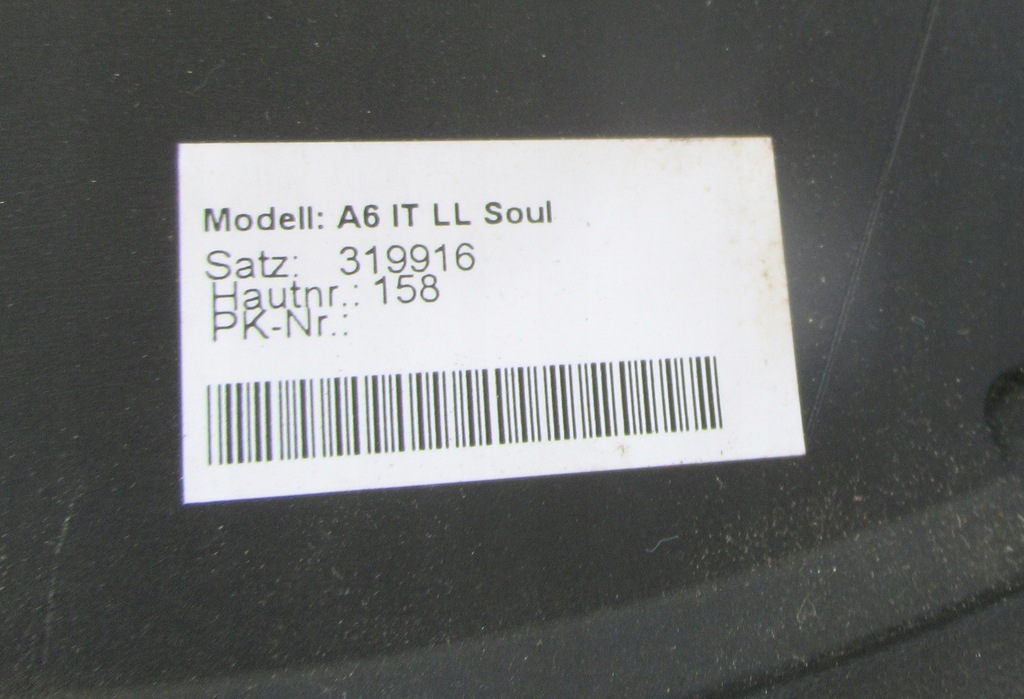 Modell: A6 IT LL Soul
Satz: 319916
Hautnr.: 158
PK-Nr.: